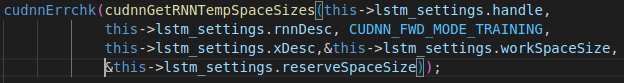 cudnnErrchk(cudnnGetRNNTempSpaceSizes(this->lstm_settings.handle,
this->lstm_settings.rnnDesc, CUDNN_FWD_MODE_TRAINING,
this->lstm_settings.xDesc,&this->lstm_settings.workSpaceSize,
&this->lstm_settings.reserveSpaceSize));